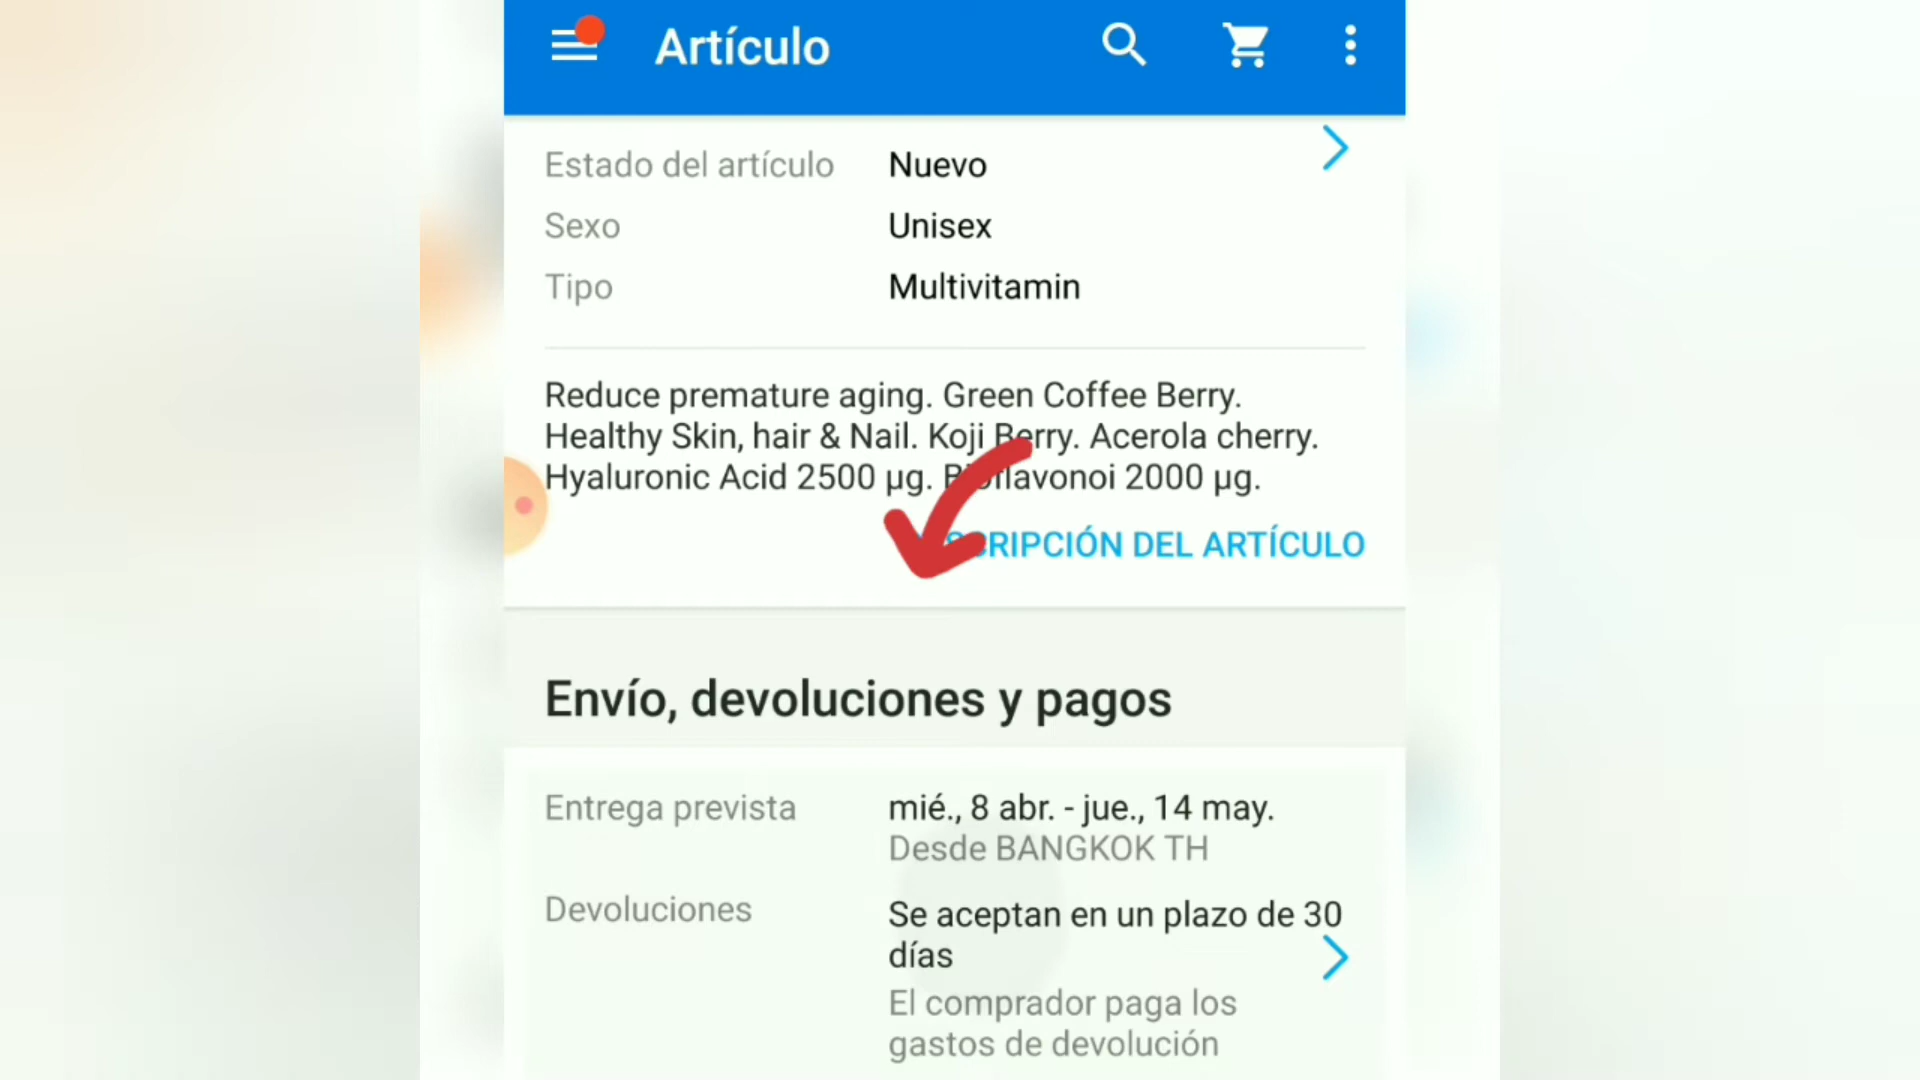 Artículo
Estado del artículo Nuevo
Sexo Unisex
Tipo Multivitamin
Reduce premature aging. Green Coffee Berry.
Healthy Skin, hair & Nail. Koji Berry. Acerola cherry.
Hyaluronic Acid 2500 µg. Bioflavonoi 2000 µg.
DEL ARTÍCULO
Envío, devoluciones y pagos
Entrega prevista mié., 8 abr. - jue., 14 may.
Desde BANGKOK TH
Devoluciones Se aceptan en un plazo de 30
días
El comprador paga los
gastos de devolución